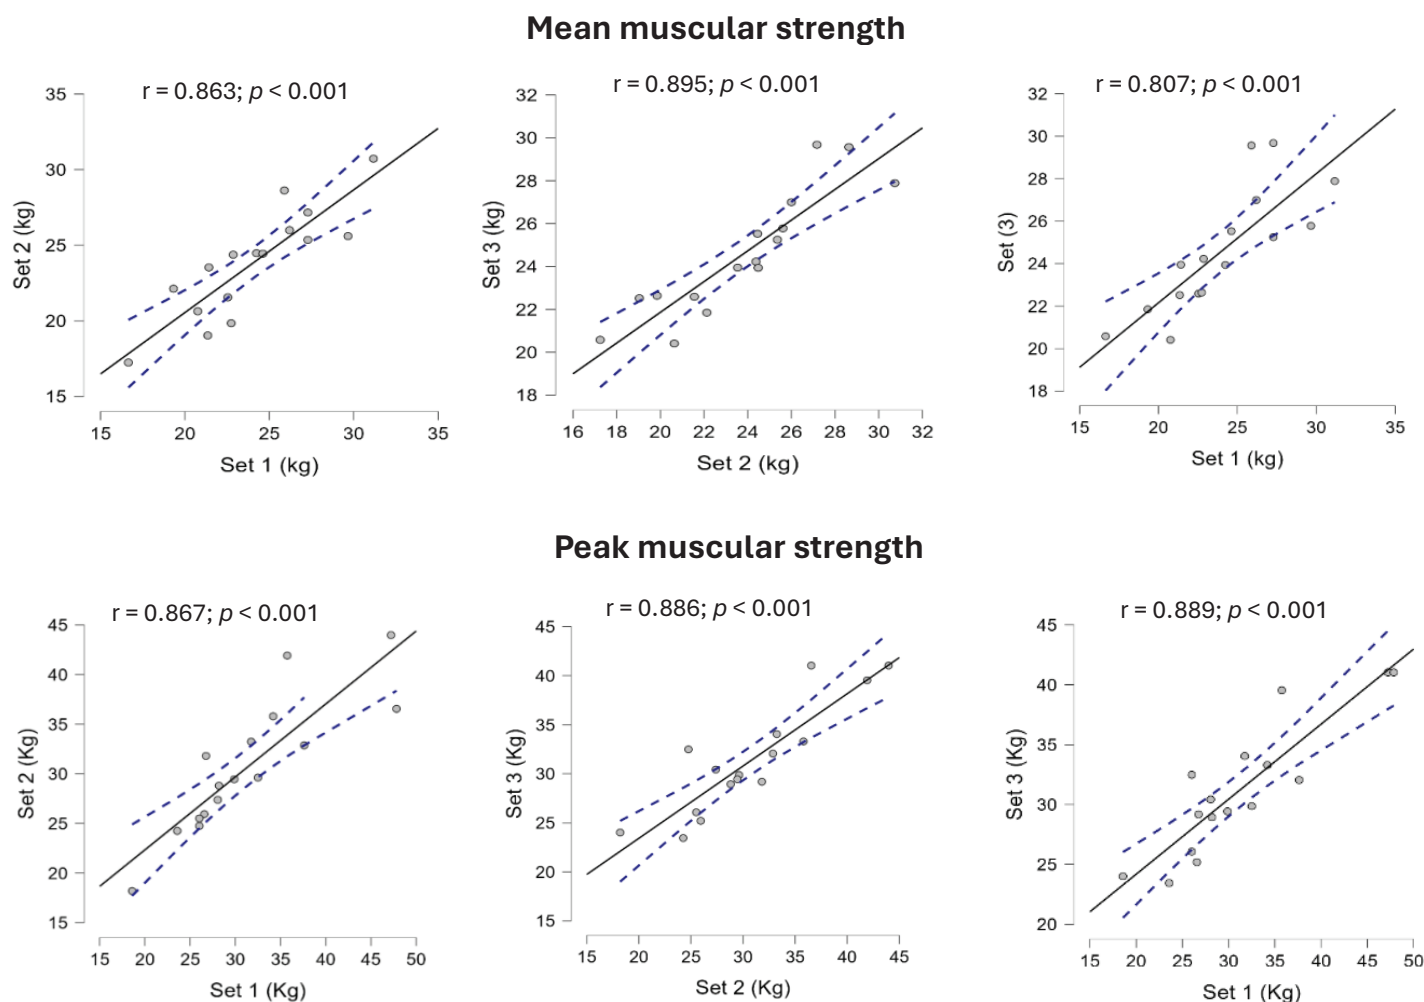 Mean muscular strength
r = 0.863; p < 0.001
35
30
25
20
15
Set 2 (kg)
15 20 25 30 35
Set 1 (kg)
r = 0.895; p < 0.001
32
30
28
26
24
22
20
18
Set 3 (kg)
16 18 20 22 24 26 28 30 32
Set 2 (kg)
r = 0.807; p < 0.001
32
30
28
26
24
22
20
18
Set (3)
15 20 25 30 35
Set 1 (kg)
Peak muscular strength
r = 0.867; p < 0.001
45
40
35
30
25
20
15
Set 2 (Kg)
15 20 25 30 35 40 45 50
Set 1 (Kg)
r = 0.886; p < 0.001
45
40
35
30
25
20
15
Set 3 (Kg)
15 20 25 30 35 40 45
Set 2 (Kg)
r = 0.889; p < 0.001
45
40
35
30
25
20
Set 3 (Kg)
15 20 25 30 35 40 45 50
Set 1 (Kg)